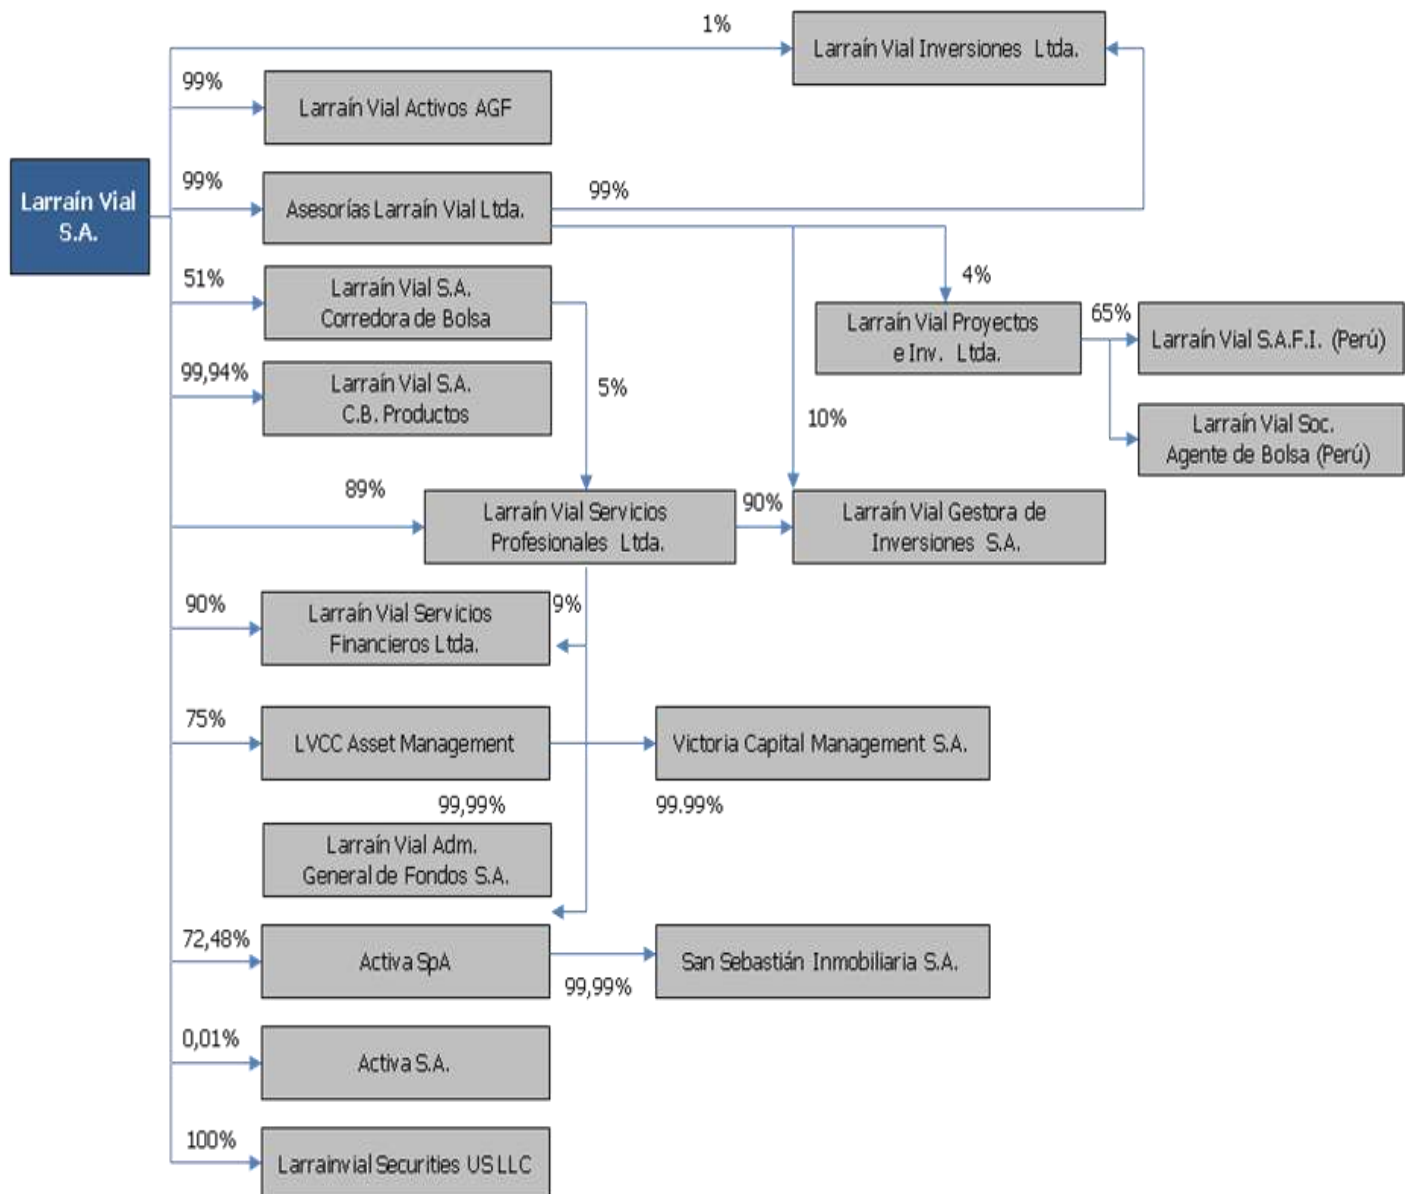 1%
Larraín Vial Inversiones Ltda.
99%
Larraín Vial Activos AGF
Larraín Vial
S.A.
99%
Asesorías Larraín Vial Ltda.
99%
51%
Larraín Vial S.A.
Corredora de Bolsa
4%
Larraín Vial Proyectos
e Inv. Ltda.
65%
Larraín Vial S.A.F.I. (Perú)
99,94%
Larraín Vial S.A.
C.B. Productos
5%
10%
Larraín Vial Soc.
Agente de Bolsa (Perú)
89%
Larraín Vial Servicios
Profesionales Ltda.
90%
Larraín Vial Gestora de
Inversiones S.A.
90%
Larraín Vial Servicios
Financieros Ltda.
9%
75%
LVCC Asset Management
Victoria Capital Management S.A.
99,99%
99.99%
Larraín Vial Adm.
General de Fondos S.A.
72,48%
Activa SpA
99,99%
San Sebastián Inmobiliaria S.A.
0,01%
Activa S.A.
100%
Larrainvial Securities US LLC